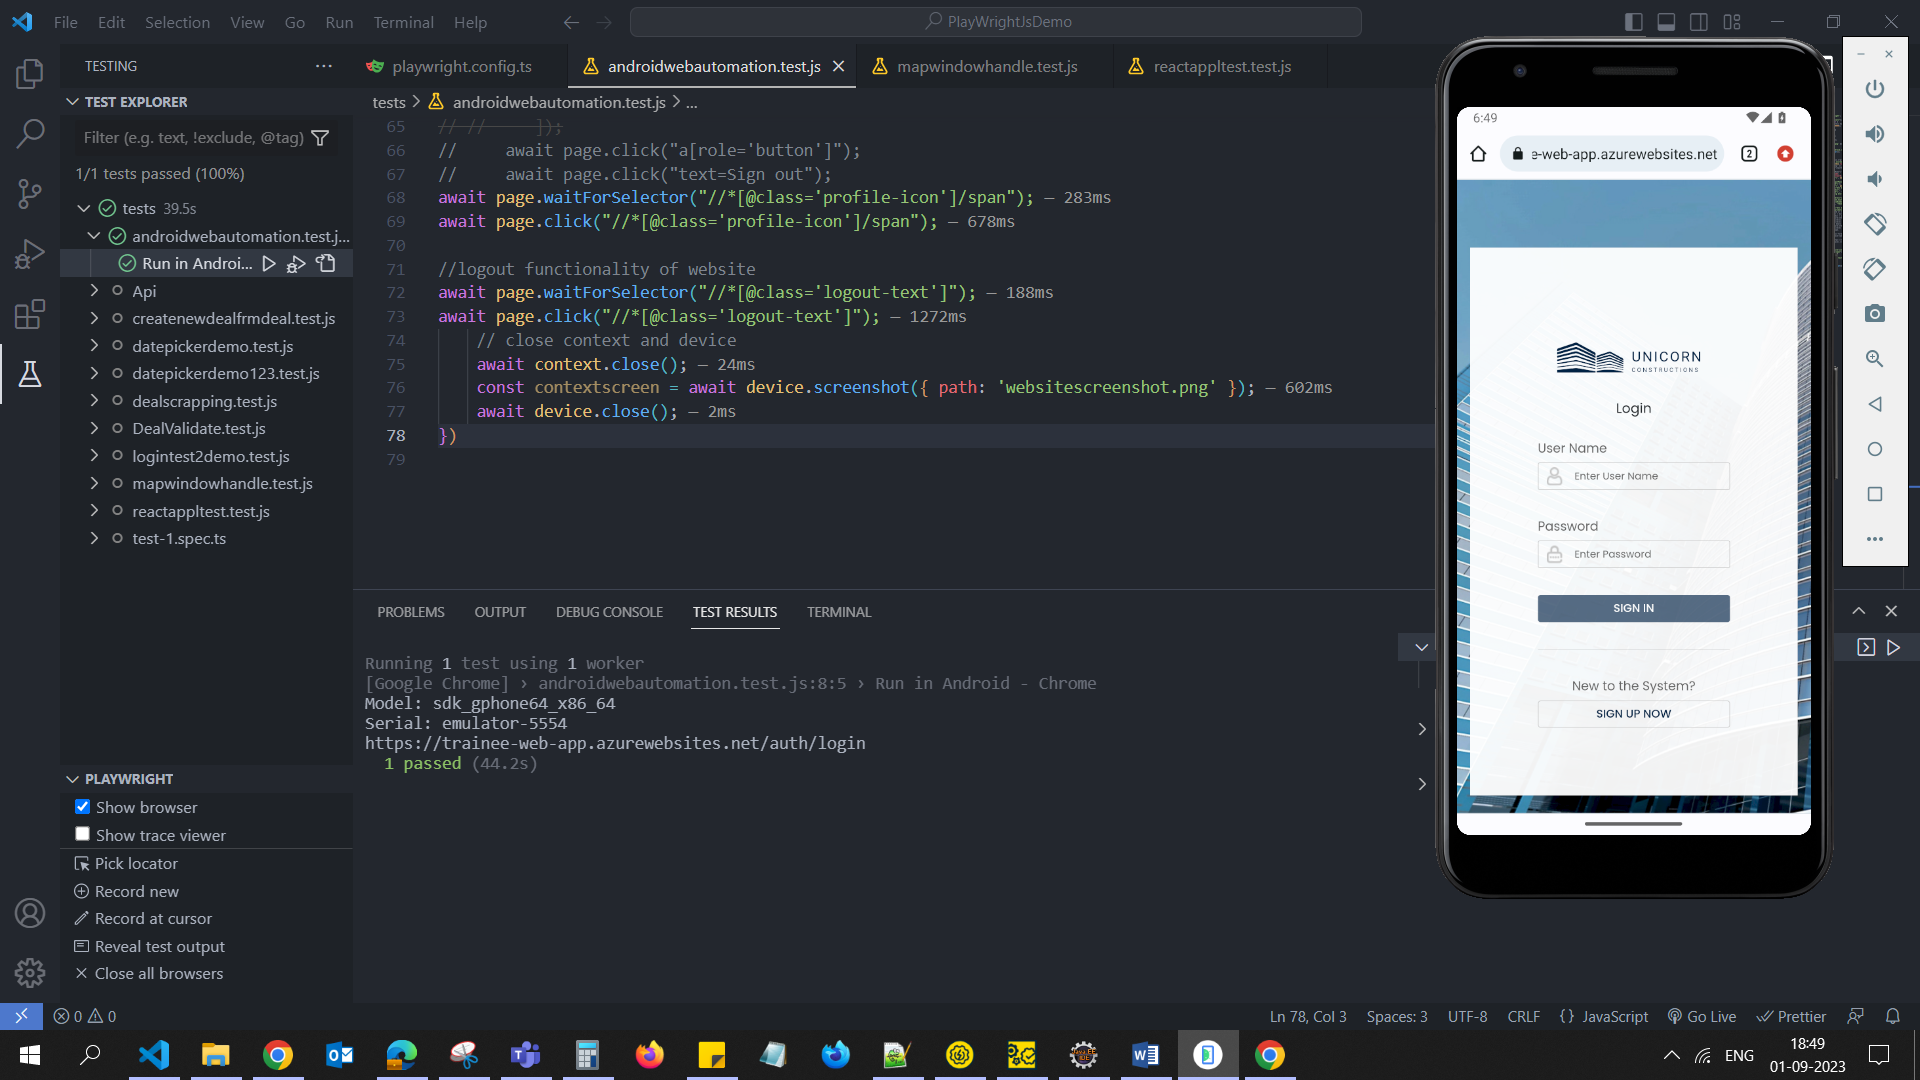 File Edit Selection View Go Run Terminal Help
PlayWrightJsDemo
TESTING
TEST EXPLORER
Filter (e.g. text, !exclude, @tag)
1/1 tests passed (100%)
tests 39.5s
androidwebautomation.test.j...
Run in Androi...
Api
createnewdealfrmdeal.test.js
datepickerdemo.test.js
datepickerdemo123.test.js
dealscrapping.test.js
DealValidate.test.js
logintest2demo.test.js
mapwindowhandle.test.js
reactappltest.test.js
test-1.spec.ts
PLAYWRIGHT
Show browser
Show trace viewer
Pick locator
Record new
Record at cursor
Reveal test output
Close all browsers
playwright.config.ts androidwebautomation.test.js mapwindowhandle.test.js reactappltest.test.js
tests > androidwebautomation.test.js > ...
65 // // ]);
66 // await page.click("a[role='button']");
67 // await page.click("text=Sign out");
68 await page.waitForSelector("//*[@class='profile-icon']/span"); — 283ms
69 await page.click("//*[@class='profile-icon']/span"); — 678ms
70
71 //logout functionality of website
72 await page.waitForSelector("//*[@class='logout-text']"); — 188ms
73 await page.click("//*[@class='logout-text']"); — 1272ms
74 // close context and device
75 await context.close(); — 24ms
76 const contextscreen = await device.screenshot({ path: 'websitescreenshot.png' }); — 602ms
77 await device.close(); — 2ms
78 })
79
PROBLEMS OUTPUT DEBUG CONSOLE TEST RESULTS TERMINAL
Running 1 test using 1 worker
[Google Chrome] › androidwebautomation.test.js:8:5 › Run in Android - Chrome
Model: sdk_gphone64_x86_64
Serial: emulator-5554
https://trainee-web-app.azurewebsites.net/auth/login
1 passed (44.2s)
6:49
e-web-app.azurewebsites.net 2
UNICORN
CONSTRUCTIONS
Login
User Name
Enter User Name
Password
Enter Password
SIGN IN
New to the System?
SIGN UP NOW
0 0
Ln 78, Col 3 Spaces: 3 UTF-8 CRLF {} JavaScript Go Live Prettier
ENG
18:49
01-09-2023